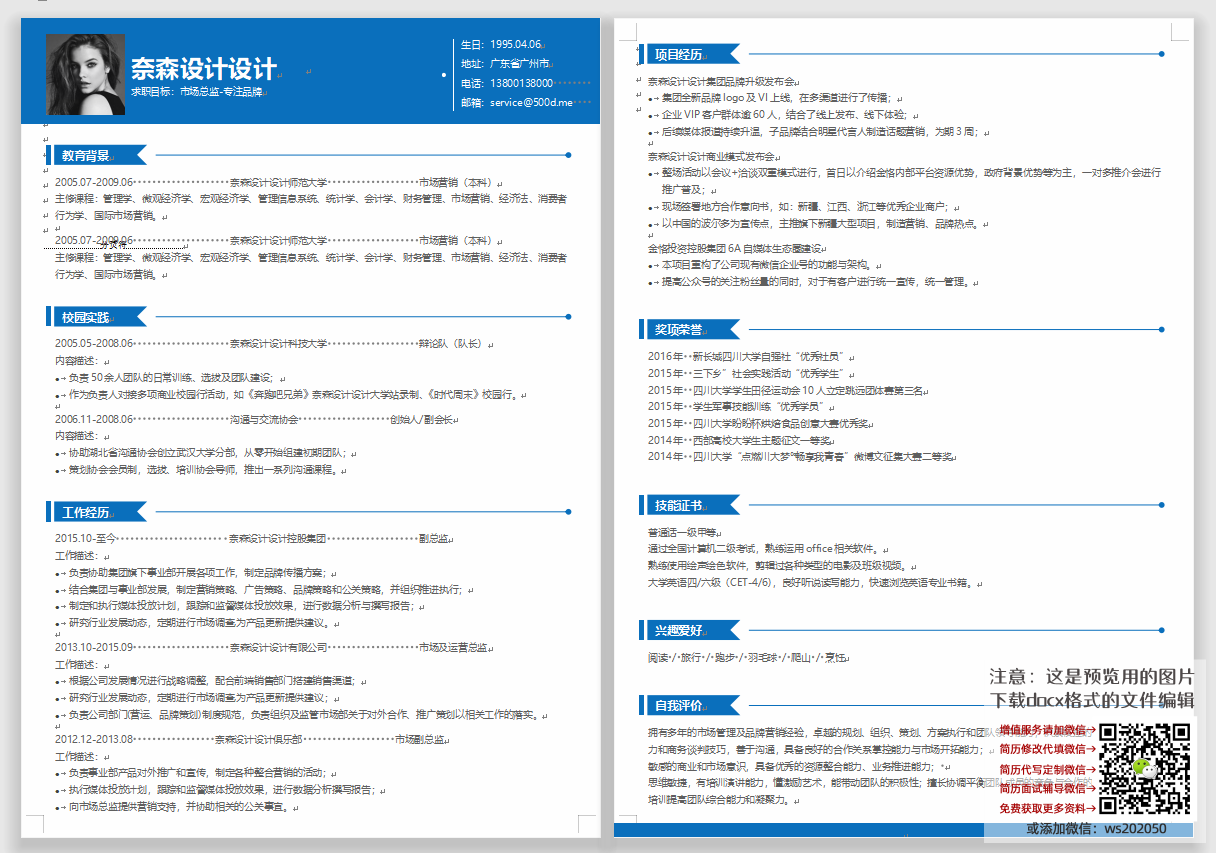 奈森设计设计
求职目标：市场总监-专注品牌
生日：1995.04.06
地址：广东省广州市
电话：13800138000
邮箱：service@500d.me
教育背景
2005.07-2009.06 奈森设计设计师范大学 市场营销（本科）
主修课程：管理学、微观经济学、宏观经济学、管理信息系统、统计学、会计学、财务管理、市场营销、经济法、消费者
行为学、国际市场营销。
2005.07-2009.06 奈森设计设计师范大学 市场营销（本科）
主修课程：管理学、微观经济学、宏观经济学、管理信息系统、统计学、会计学、财务管理、市场营销、经济法、消费者
行为学、国际市场营销。
校园实践
2005.05-2008.06 奈森设计设计科技大学 辩论队（队长）
内容描述：
负责 50 余人团队的日常训练、选拔及团队建设；
作为负责人对接多项商业校园行活动，如《奔跑吧兄弟》奈森设计设计大学站录制、《时代周末》校园行。
2006.11-2008.06 沟通与交流协会 创始人/副会长
内容描述：
协助湖北省沟通协会创立武汉大学分部，从零开始组建初期团队；
策划协会会员制，选拔、培训协会导师，推出一系列沟通课程。
工作经历
2015.10-至今 奈森设计设计控股集团 副总监
工作描述：
负责协助集团旗下事业部开展各项工作，制定品牌传播方案；
结合集团与事业部发展，制定营销策略、广告策略、品牌策略和公关策略，并组织推进执行；
制定和执行媒体投放计划，跟踪和监督媒体投放效果，进行数据分析与撰写报告；
研究行业发展动态，定期进行市场调查,为产品更新提供建议。
2013.10-2015.09 奈森设计设计有限公司 市场及运营总监
工作描述：
根据公司发展情况进行战略调整，配合前端销售部门搭建销售渠道；
研究行业发展动态，定期进行市场调查,为产品更新提供建议；
负责公司部门(营运、品牌策划)制度规范，负责组织及监管市场部关于对外合作、推广策划以相关工作的落实。
2012.12-2013.08 奈森设计设计俱乐部 市场副总监
工作描述：
负责事业部产品对外推广和宣传，制定各种整合营销的活动；
执行媒体投放计划，跟踪和监督媒体投放效果，进行数据分析撰写报告；
向市场总监提供营销支持，并协助相关的公关事宜。
项目经历
奈森设计设计集团品牌升级发布会
集团全新品牌 logo 及 VI 上线，在多渠道进行了传播；
企业 VIP 客户群体逾 60 人，结合了线上发布、线下体验；
后续媒体报道持续升温，子品牌结合明星代言人制造话题营销，为期 3 周；
奈森设计设计商业模式发布会
整场活动以会议+洽谈双重模式进行，首日以介绍金恪内部平台资源优势，政府背景优势等为主，一对多推介会进行
推广普及；
现场签署地方合作意向书，如：新疆、江西、浙江等优秀企业商户；
以中国的波尔多为宣传点，主推旗下新疆大型项目，制造营销、品牌热点。
金恪投资控股集团 6A 自媒体生态圈建设
本项目重构了公司现有微信企业号的功能与架构。
提高公众号的关注粉丝量的同时，对于有客户进行统一宣传，统一管理。
奖项荣誉
2016 年 新长城四川大学自强社“优秀社员”
2015 年 三下乡”社会实践活动“优秀学生”
2015 年 四川大学学生田径运动会 10 人立定跳远团体赛第三名
2015 年 学生军事技能训练“优秀学员”
2015 年 四川大学盼盼杯烘焙食品创意大赛优秀奖
2014 年 西部高校大学生主题征文一等奖
2014 年 四川大学“点燃川大梦 畅享我青春”微博文征集大赛二等奖
技能证书
普通话一级甲等
通过全国计算机二级考试，熟练运用 office 相关软件。
熟练使用绘声绘色软件，剪辑过各种类型的电影及班级视频。
大学英语四/六级（CET-4/6），良好听说读写能力，快速浏览英语专业书籍。
兴趣爱好
阅读 / 旅行 / 跑步 / 羽毛球 / 爬山 / 烹饪
自我评价
拥有多年的市场管理及品牌营销经验，卓越的规划、组织、策划、方案执行和团
力和商务谈判技巧，善于沟通，具备良好的合作关系掌控能力与市场开拓能力；
敏感的商业和市场意识，具备优秀的资源整合能力、业务推进能力；
思维敏捷，有培训演讲能力，懂激励艺术，能带动团队的积极性；擅长协调平衡团队成员的
培训提高团队综合能力和凝聚力。
注意：这是预览用的图片
下载docx格式的文件编辑
增值服务请加微信→
简历修改代填微信→
简历代写定制微信→
简历面试辅导微信→
免费获取更多资料→
或添加微信：ws202050